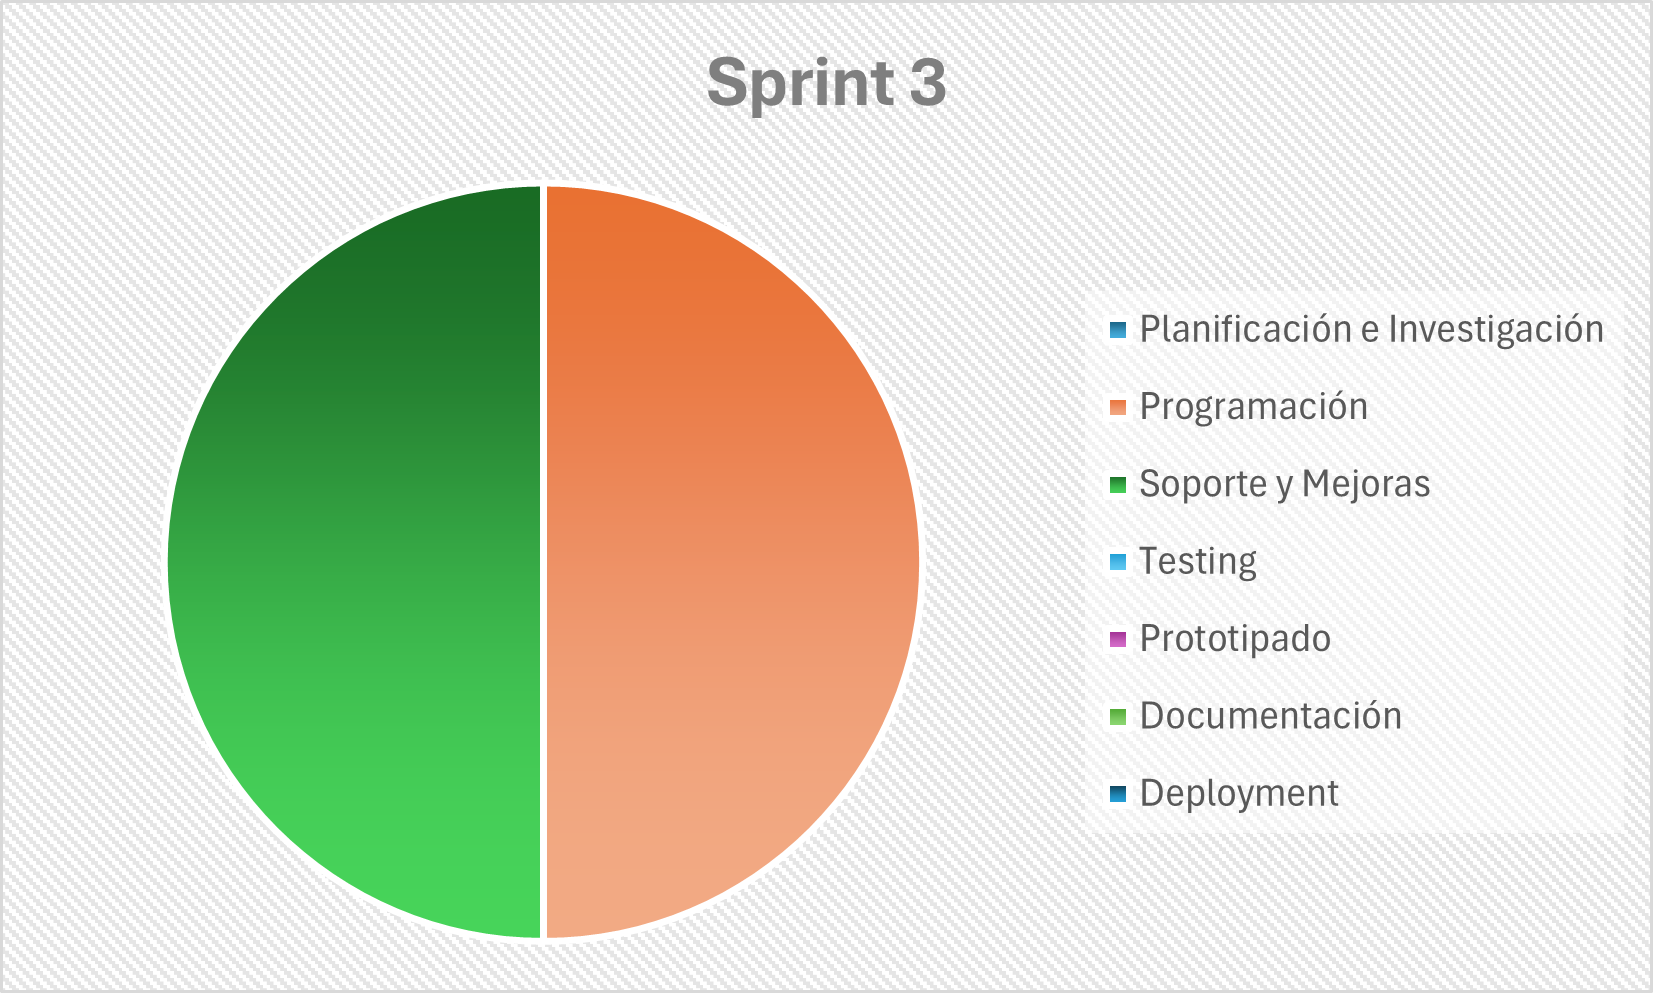 Sprint 3
Planificación e Investigación
Programación
Soporte y Mejoras
Testing
Prototipado
Documentación
Deployment